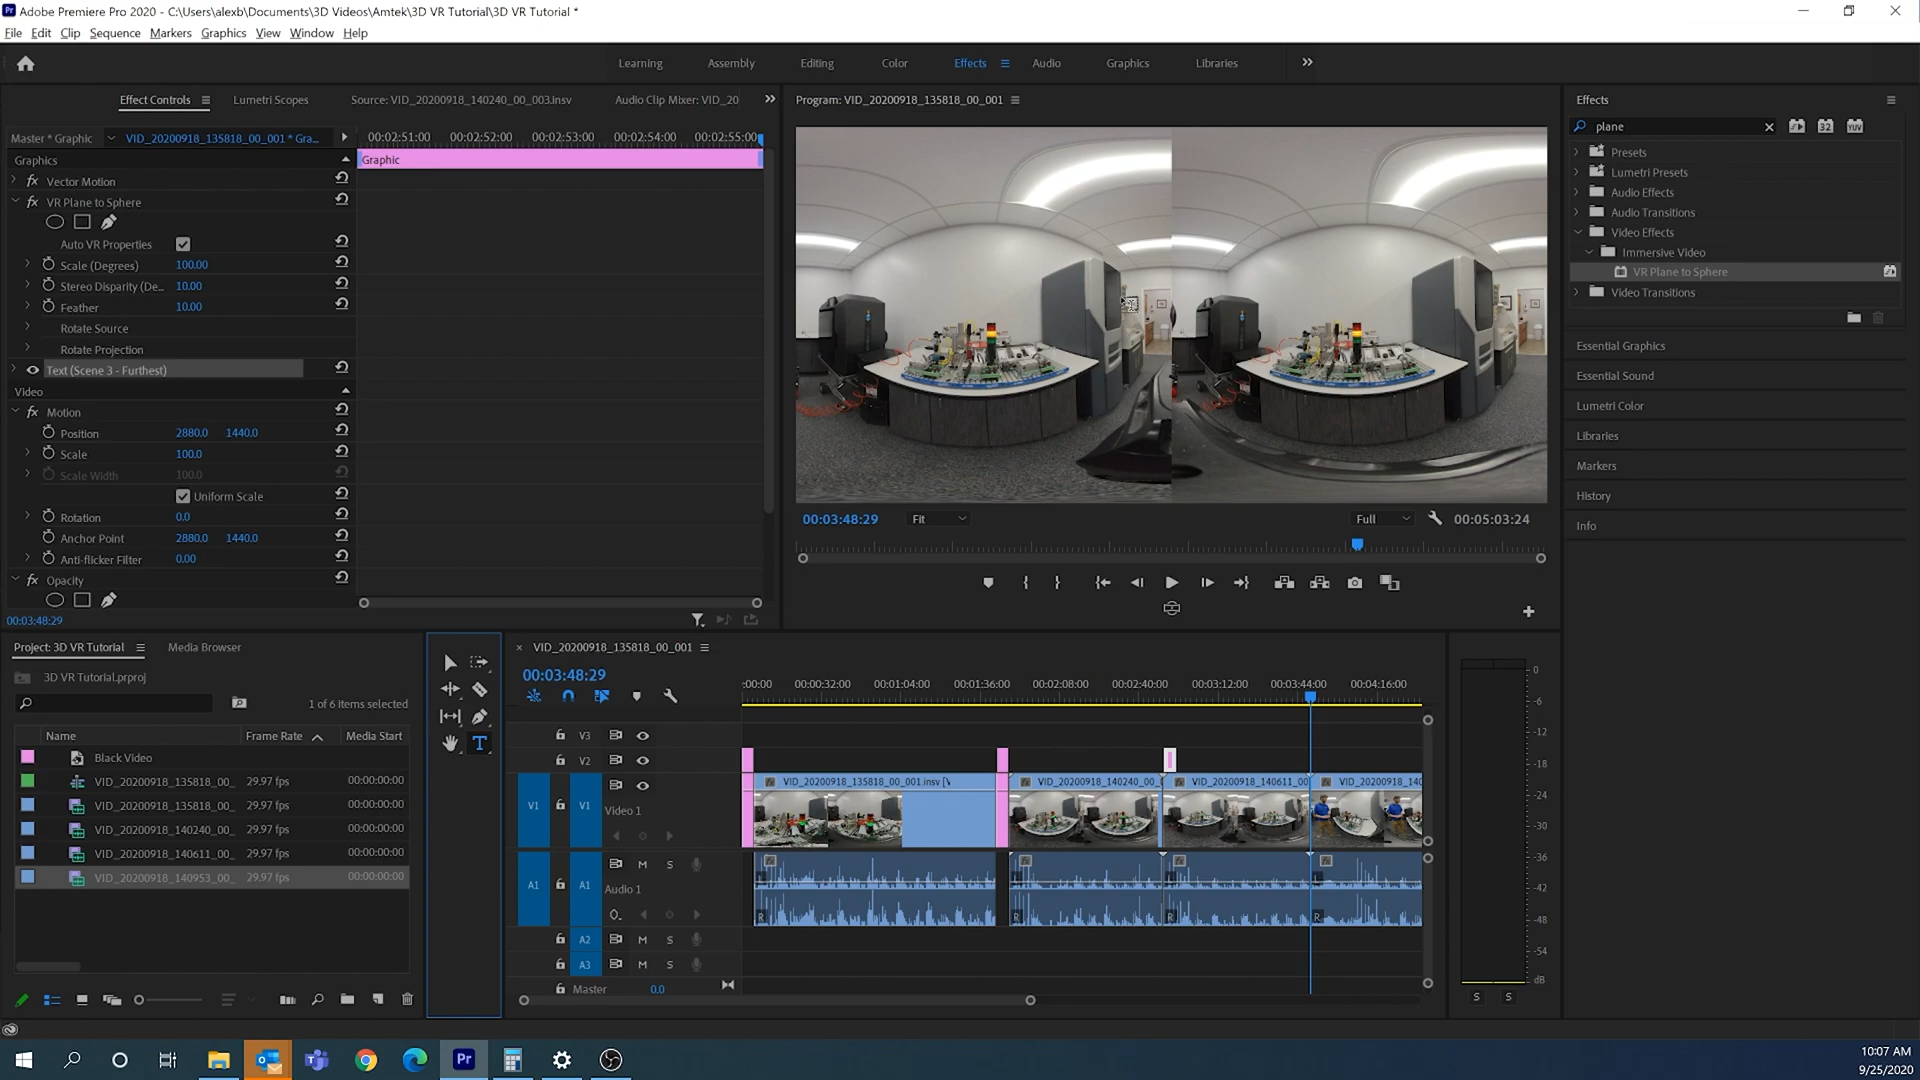 Adobe Premiere Pro 2020 - C:\Users\alexb\Documents\3D Videos\Amtek\3D VR Tutorial\3D VR Tutorial *
File Edit Clip Sequence Markers Graphics View Window Help
Learning Assembly Editing Color Effects Audio Graphics Libraries
Effect Controls Lumetri Scopes Source: VID_20200918_140240_00_003.insv Audio Clip Mixer: VID_20
Program: VID_20200918_135818_00_001
Effects
Master * Graphic VID_20200918_135818_00_001 * Gra...
00:02:51:00 00:02:52:00 00:02:53:00 00:02:54:00 00:02:55:00
plane
Graphics
Graphic
Vector Motion
VR Plane to Sphere
Auto VR Properties
Scale (Degrees) 100.00
Stereo Disparity (De... 10.00
Feather 10.00
Rotate Source
Rotate Projection
Text (Scene 3 - Furthest)
Video
Motion
Position 2880.0 1440.0
Scale 100.0
Scale Width 100.0
Uniform Scale
Rotation 0.0
Anchor Point 2880.0 1440.0
Anti-flicker Filter 0.00
Opacity
00:03:48:29
00:03:48:29 Fit Full 00:05:03:24
Presets
Lumetri Presets
Audio Effects
Audio Transitions
Video Effects
Immersive Video
VR Plane to Sphere
Video Transitions
Essential Graphics
Essential Sound
Lumetri Color
Libraries
Markers
History
Info
Project: 3D VR Tutorial Media Browser
3D VR Tutorial.prproj
1 of 6 Items selected
Name Frame Rate Media Start
Black Video
VID_20200918_135818_00_ 29.97 fps 00:00:00:00
VID_20200918_135818_00_ 29.97 fps 00:00:00:00
VID_20200918_140240_00_ 29.97 fps 00:00:00:00
VID_20200918_140611_00_ 29.97 fps 00:00:00:00
VID_20200918_140953_00_ 29.97 fps 00:00:00:00
VID_20200918_135818_00_001
00:03:48:29
:00:00 00:00:32:00 00:01:04:00 00:01:36:00 00:02:08:00 00:02:40:00 00:03:12:00 00:03:44:00 00:04:16:00
V3
V2
V1 V1 Video 1
VID_20200918_135818_00_001.insv [V VID_20200918_140240_00_ VID_20200918_140611_00 VID_20200918_140
A1 A1 M S Audio 1
L L L L
R R R R
A2 M S
A3 M S
Master 0.0
0
-6
-12
-18
-24
-30
-36
-42
-48
-54
dB
S S
10:07 AM
9/25/2020